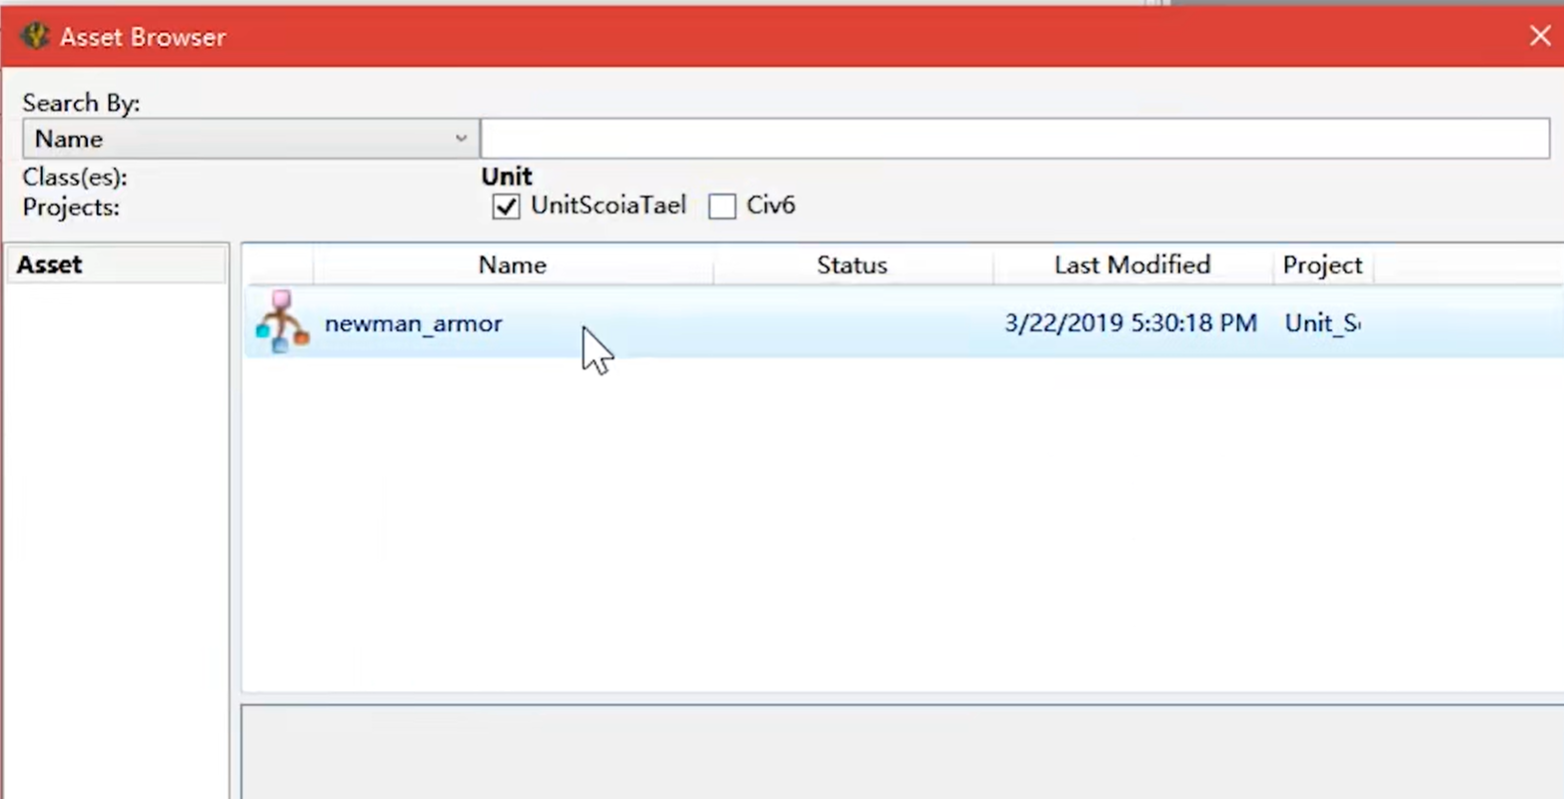 Asset Browser
Search By:
Name
Class(es):
Unit
Projects:
UnitScoiaTael
Civ6
Asset
Name Status Last Modified Project
newman_armor 3/22/2019 5:30:18 PM Unit_S